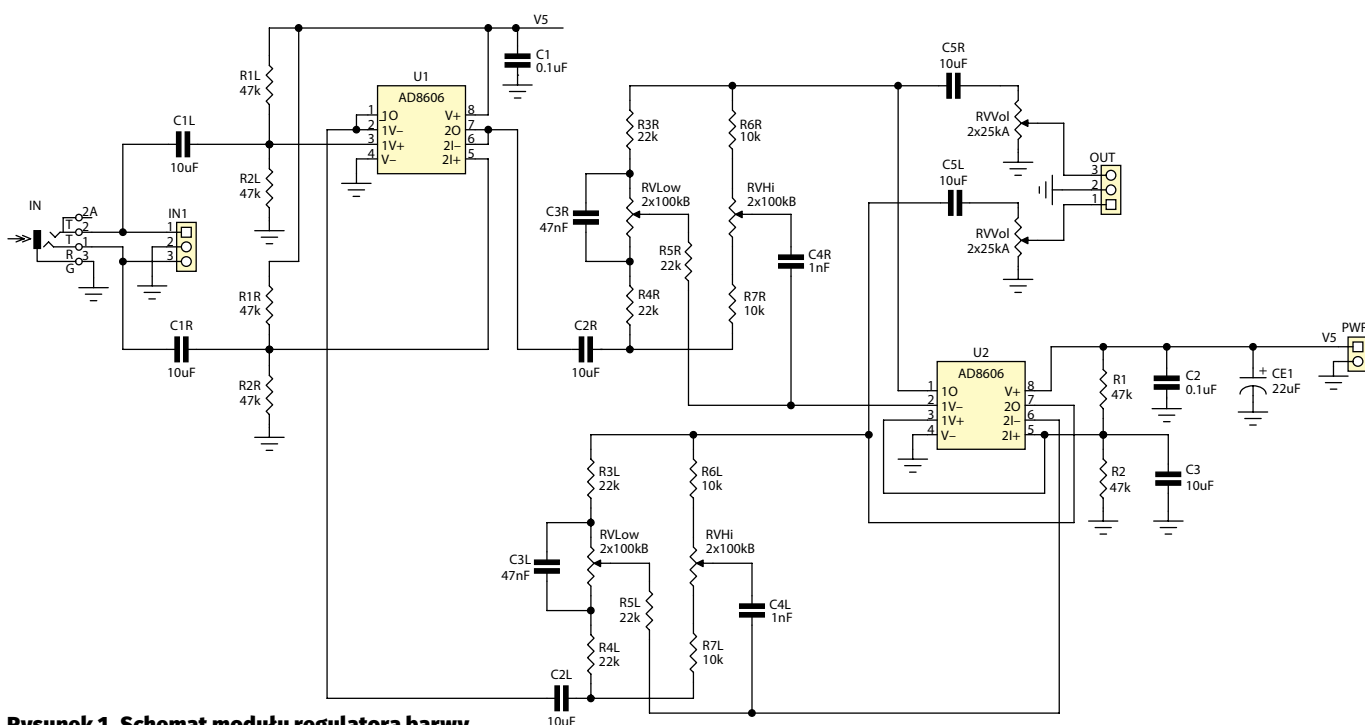 V5
C1
0.1uF
R1L
47k
U1
AD8606
1 1O V+ 8
2 1V– 2O 7
3 1V+ 2I– 6
4 V– 2I+ 5
C1L
10uF
R2L
47k
IN
2A
T 2
T 1
R 3
G
IN1
1
2
3
R1R
47k
C1R
10uF
R2R
47k
C2R
10uF
R3R
22k
RVLow
2x100kB
C3R
47nF
R4R
22k
R5R
22k
R6R
10k
RVHi
2x100kB
C4R
1nF
R7R
10k
C5R
10uF
RVVol
2x25kA
C5L
10uF
RVVol
2x25kA
OUT
3
2
1
U2
AD8606
1 1O V+ 8
2 1V– 2O 7
3 1V+ 2I– 6
4 V– 2I+ 5
V5
PWR
R1
47k
C2
0.1uF
CE1
+
22uF
R2
47k
C3
10uF
R3L
22k
RVLow
2x100kB
C3L
47nF
R4L
22k
R5L
22k
R6L
10k
RVHi
2x100kB
C4L
1nF
R7L
10k
C2L
10uF
Rysunek 1. Schemat modułu regulatora barwy